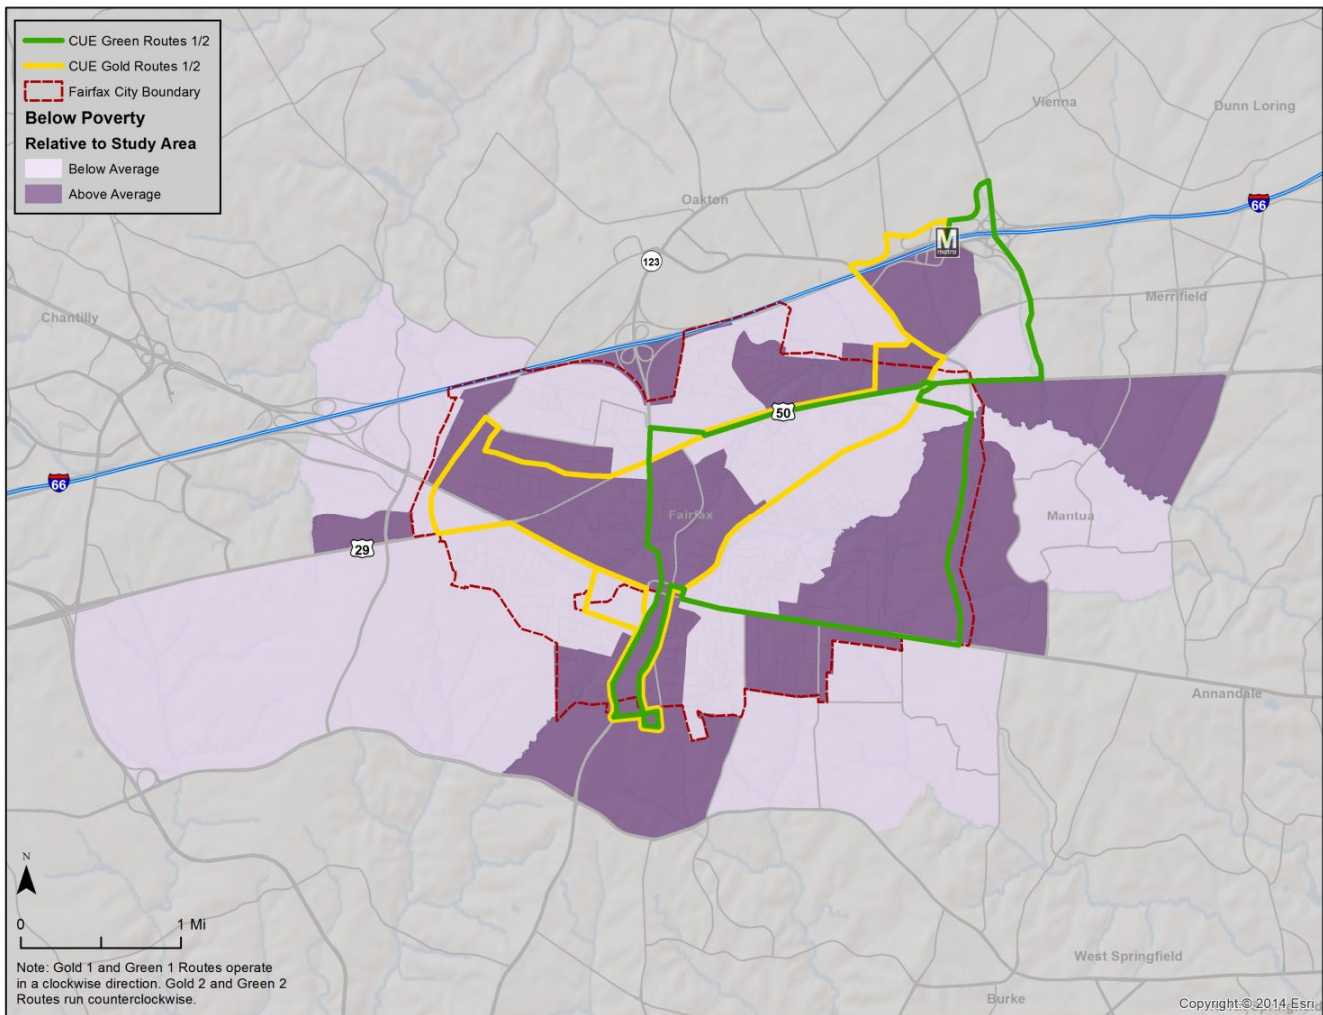 CUE Green Routes 1/2
CUE Gold Routes 1/2
Fairfax City Boundary
Below Poverty
Relative to Study Area
Below Average
Above Average
Vienna
Dunn Loring
Oakton
66
M
metro
123
Merrifield
Chantilly
50
66
Fairfax
Mantua
29
Annandale
N
0 1 Mi
West Springfield
Note: Gold 1 and Green 1 Routes operate
in a clockwise direction. Gold 2 and Green 2
Routes run counterclockwise.
Burke
Copyright:© 2014 Esri